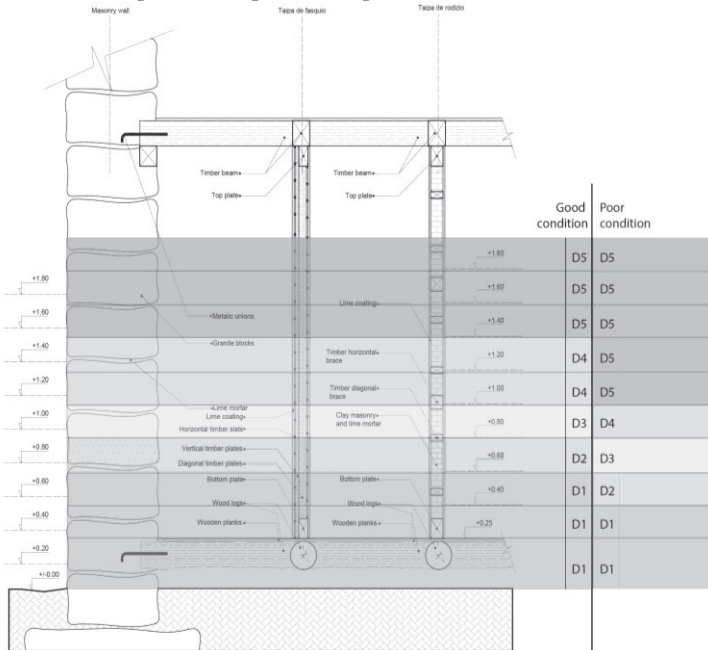 Masonry wall
Taipa de fasquio
Taipa de rodizio
Timber beam
Timber beam
Top plate
Top plate
Good condition
Poor condition
+1.80
D5
D5
+1.80
+1.60
D5
D5
Lime coating
+1.60
Metalic unions
+1.40
D5
D5
+1.40
Granite blocks
Timber horizontal
brace
+1.20
D4
D5
+1.20
Timber diagonal
brace
+1.00
D4
D5
+1.00
Lime mortar
Lime coating
Clay masonry
and lime mortar
+0.80
D3
D4
Horizontal timber slats
+0.80
Vertical timber plates
+0.60
D2
D3
Diagonal timber plates
+0.60
Bottom plate
Bottom plate
+0.40
D1
D2
Wood logs
Wood logs
+0.40
Wooden planks
Wooden planks
+0.25
D1
D1
+0.20
D1
D1
+/-0.00